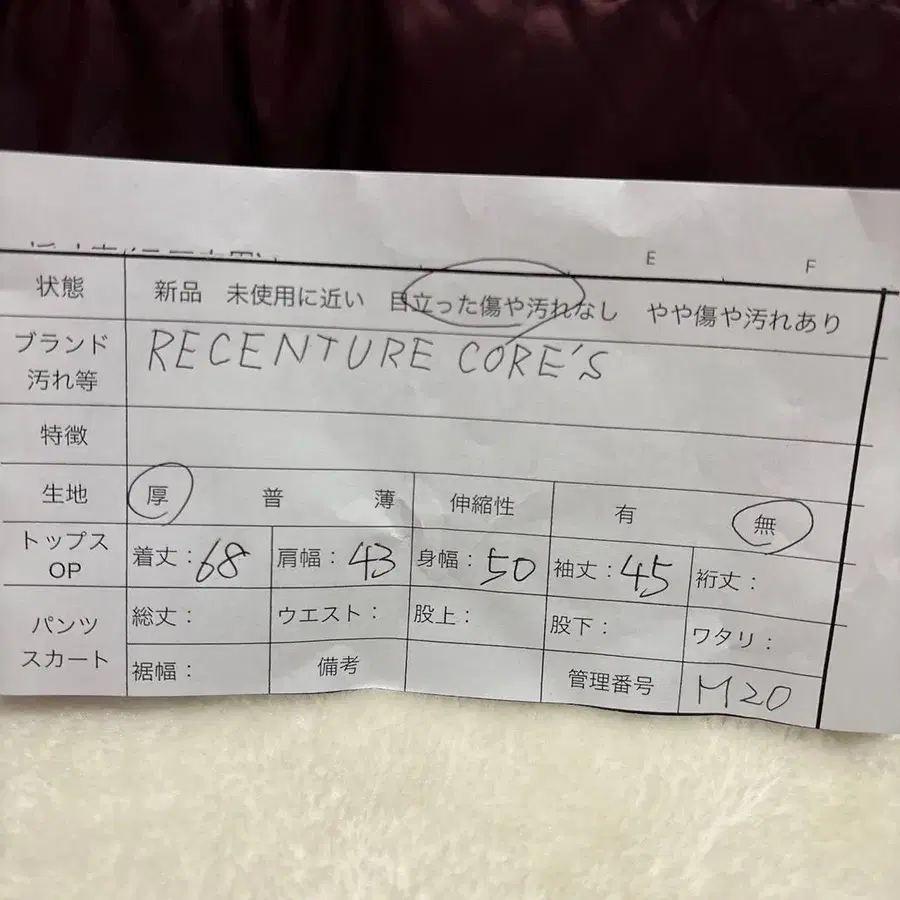 E F
状態 新品 未使用に近い 目立った傷や汚れなし やや傷や汚れあり
ブランド RECENTURE CORE'S
汚れ等
特徴
生地 厚 普 薄 伸縮性 有 無
トップス
OP 着丈:68 肩幅:43 身幅:50 袖丈:45 裄丈:
パンツ
スカート
総丈: ウエスト: 股上: 股下: ワタリ:
裾幅: 備考 管理番号 M20